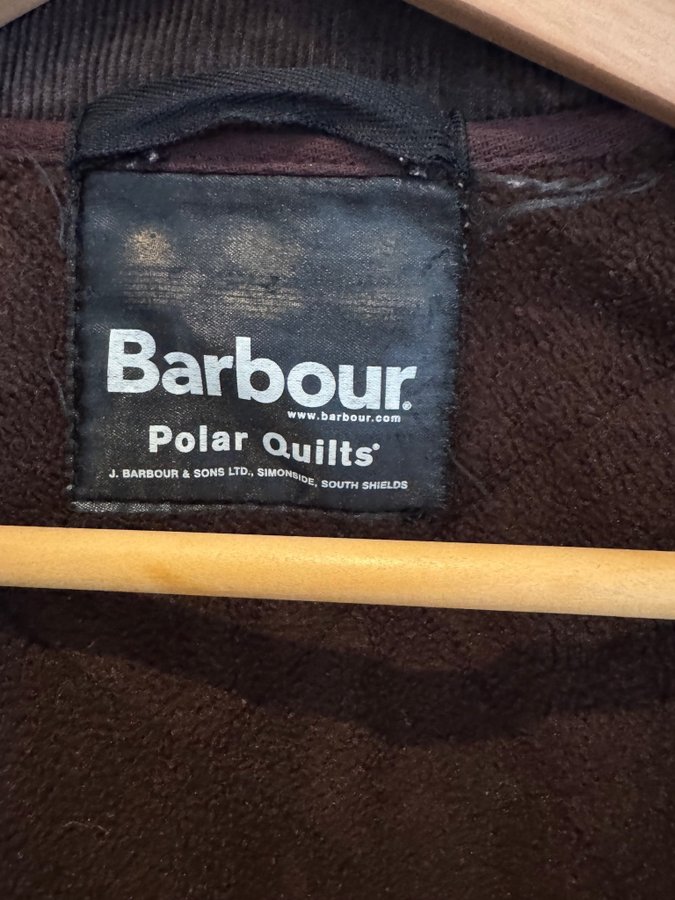 Barbour®
www.barbour.com
Polar Quilts®
J. BARBOUR & SONS LTD., SIMONSIDE, SOUTH SHIELDS